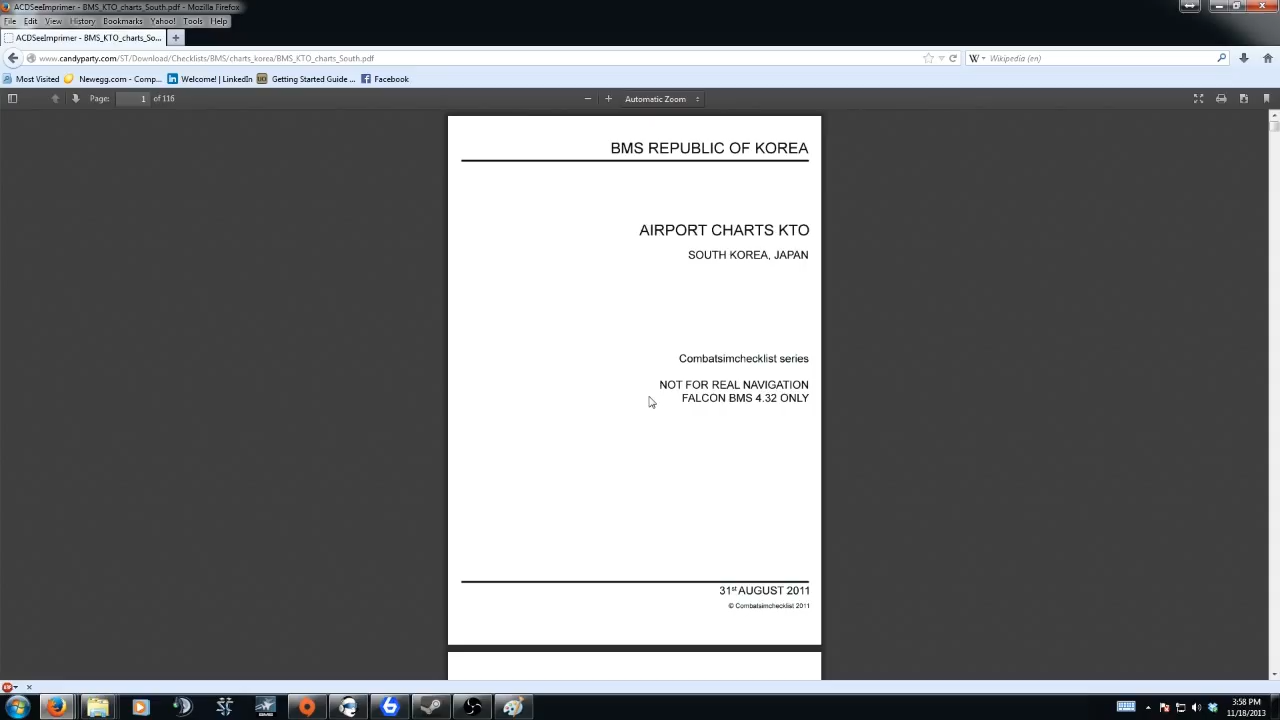 ACDSeeImprimer - BMS_KTO_charts_South.pdf - Mozilla Firefox
File Edit View History Bookmarks Yahoo! Tools Help
ACDSeeImprimer - BMS_KTO_charts_So...
www.candyparty.com/ST/Download/Checklists/BMS/charts_korea/BMS_KTO_charts_South.pdf
Wikipedia (en)
Most Visited Newegg.com - Comp... Welcome! | LinkedIn Getting Started Guide ... Facebook
Page: 1 of 116 Automatic Zoom
BMS REPUBLIC OF KOREA
AIRPORT CHARTS KTO
SOUTH KOREA, JAPAN
Combatsimchecklist series
NOT FOR REAL NAVIGATION
FALCON BMS 4.32 ONLY
31st AUGUST 2011
© Combatsimchecklist 2011
3:58 PM
11/18/2013